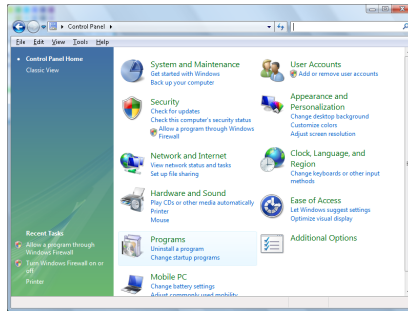 Control Panel
File Edit View Tools Help
Control Panel Home
Classic View
System and Maintenance
Get started with Windows
Back up your computer
Security
Check for updates
Check this computer's security status
Allow a program through Windows
Firewall
Network and Internet
View network status and tasks
Set up file sharing
Hardware and Sound
Play CDs or other media automatically
Printer
Mouse
Programs
Uninstall a program
Change startup programs
Mobile PC
Change battery settings
Adjust commonly used mobility
User Accounts
Add or remove user accounts
Appearance and
Personalization
Change desktop background
Customize colors
Adjust screen resolution
Clock, Language, and
Region
Change keyboards or other input
methods
Ease of Access
Let Windows suggest settings
Optimize visual display
Additional Options
Recent Tasks
Allow a program through
Windows Firewall
Turn Windows Firewall on or
off
Printer